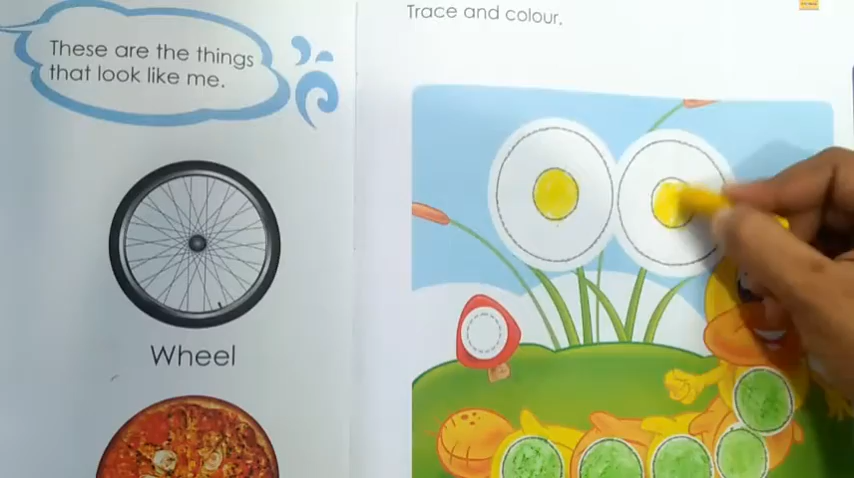 These are the things
that look like me.
Wheel
Trace and colour.